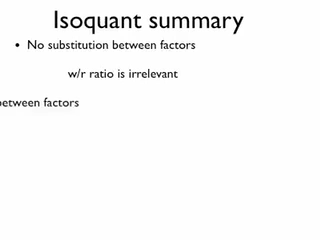 Isoquant summary
• No substitution between factors
w/r ratio is irrelevant
between factors